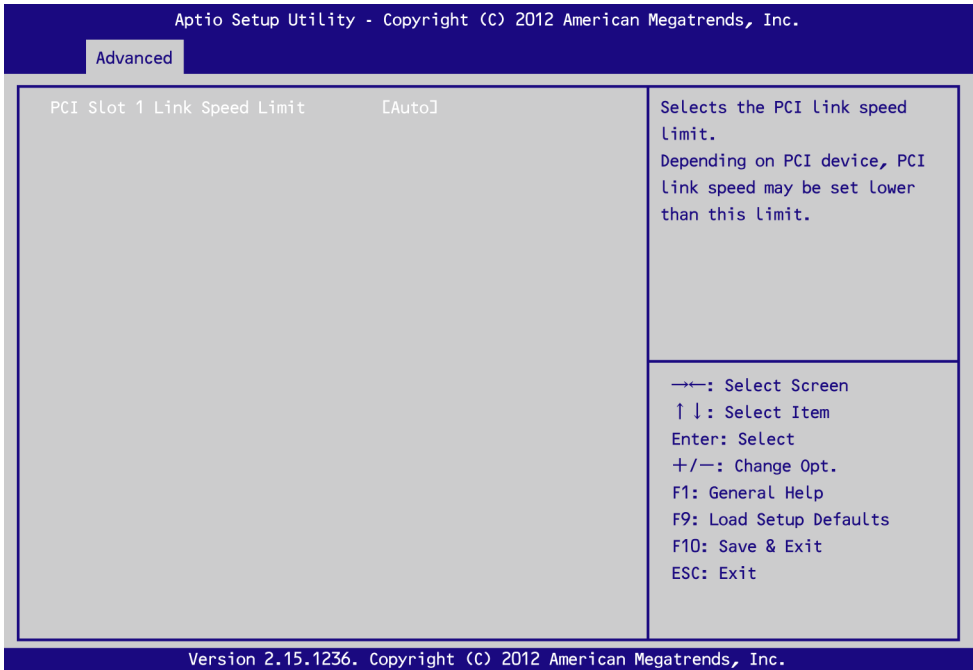 Aptio Setup Utility - Copyright (C) 2012 American Megatrends, Inc.
Advanced
PCI Slot 1 Link Speed Limit [Auto]
Selects the PCI link speed
limit.
Depending on PCI device, PCI
link speed may be set lower
than this limit.
→←: Select Screen
↑↓: Select Item
Enter: Select
+/−: Change Opt.
F1: General Help
F9: Load Setup Defaults
F10: Save & Exit
ESC: Exit
Version 2.15.1236. Copyright (C) 2012 American Megatrends, Inc.